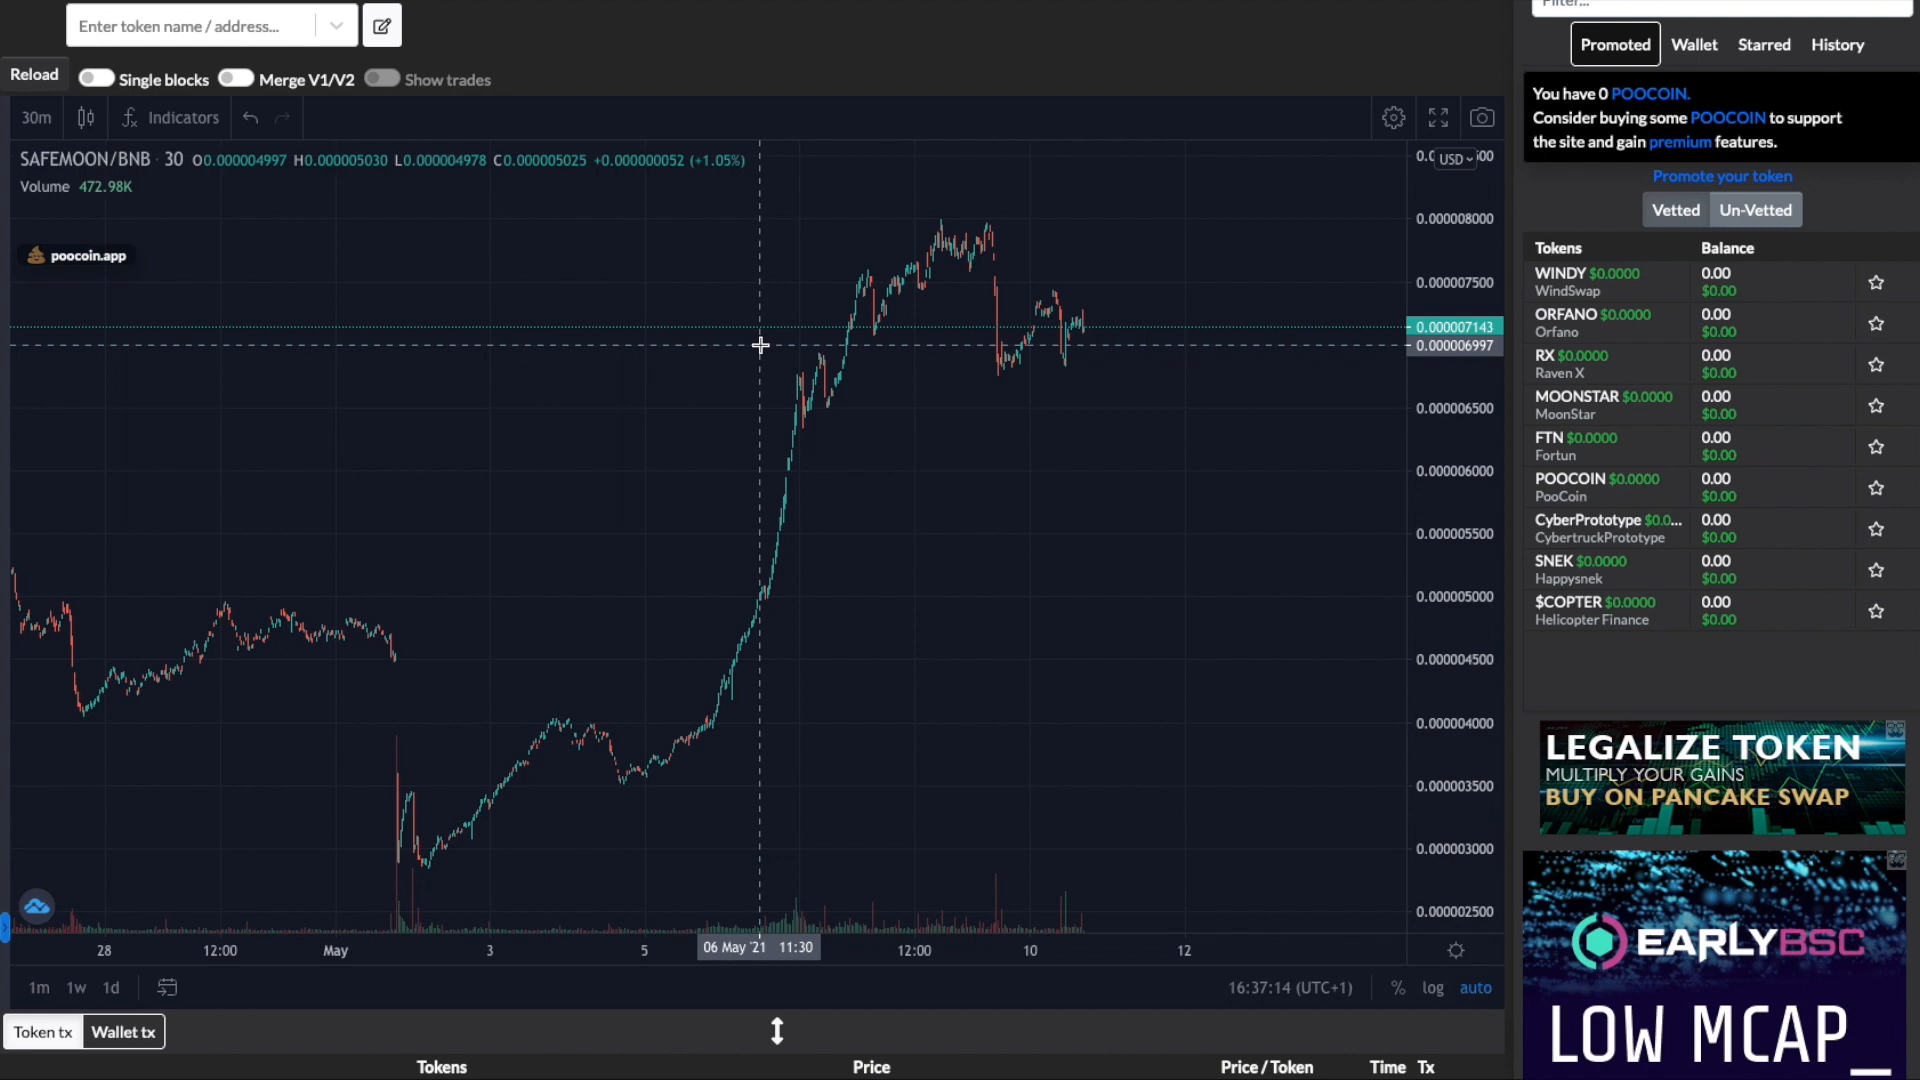 Enter token name / address...
Reload
Single blocks
Merge V1/V2
Show trades
30m
Indicators
SAFEMOON/BNB · 30 O0.000004997 H0.000005030 L0.000004978 C0.000005025 +0.000000052 (+1.05%)
Volume 472.98K
poocoin.app
USD
0.000008000
0.000007500
0.000007143
0.000006997
0.000006500
0.000006000
0.000005500
0.000005000
0.000004500
0.000004000
0.000003500
0.000003000
0.000002500
28 12:00 May 3 5 06 May '21 11:30 12:00 10 12
1m 1w 1d
16:37:14 (UTC+1) % log auto
Token tx Wallet tx
Tokens Price Price / Token Time Tx
Filter...
Promoted Wallet Starred History
You have 0 POOCOIN.
Consider buying some POOCOIN to support
the site and gain premium features.
Promote your token
Vetted Un-Vetted
Tokens Balance
WINDY $0.0000 0.00
WindSwap $0.00
ORFANO $0.0000 0.00
Orfano $0.00
RX $0.0000 0.00
Raven X $0.00
MOONSTAR $0.0000 0.00
MoonStar $0.00
FTN $0.0000 0.00
Fortun $0.00
POOCOIN $0.0000 0.00
PooCoin $0.00
CyberPrototype $0.0... 0.00
CybertruckPrototype $0.00
SNEK $0.0000 0.00
Happysnek $0.00
$COPTER $0.0000 0.00
Helicopter Finance $0.00
LEGALIZE TOKEN
MULTIPLY YOUR GAINS
BUY ON PANCAKE SWAP
EARLYBSC
LOW MCAP_